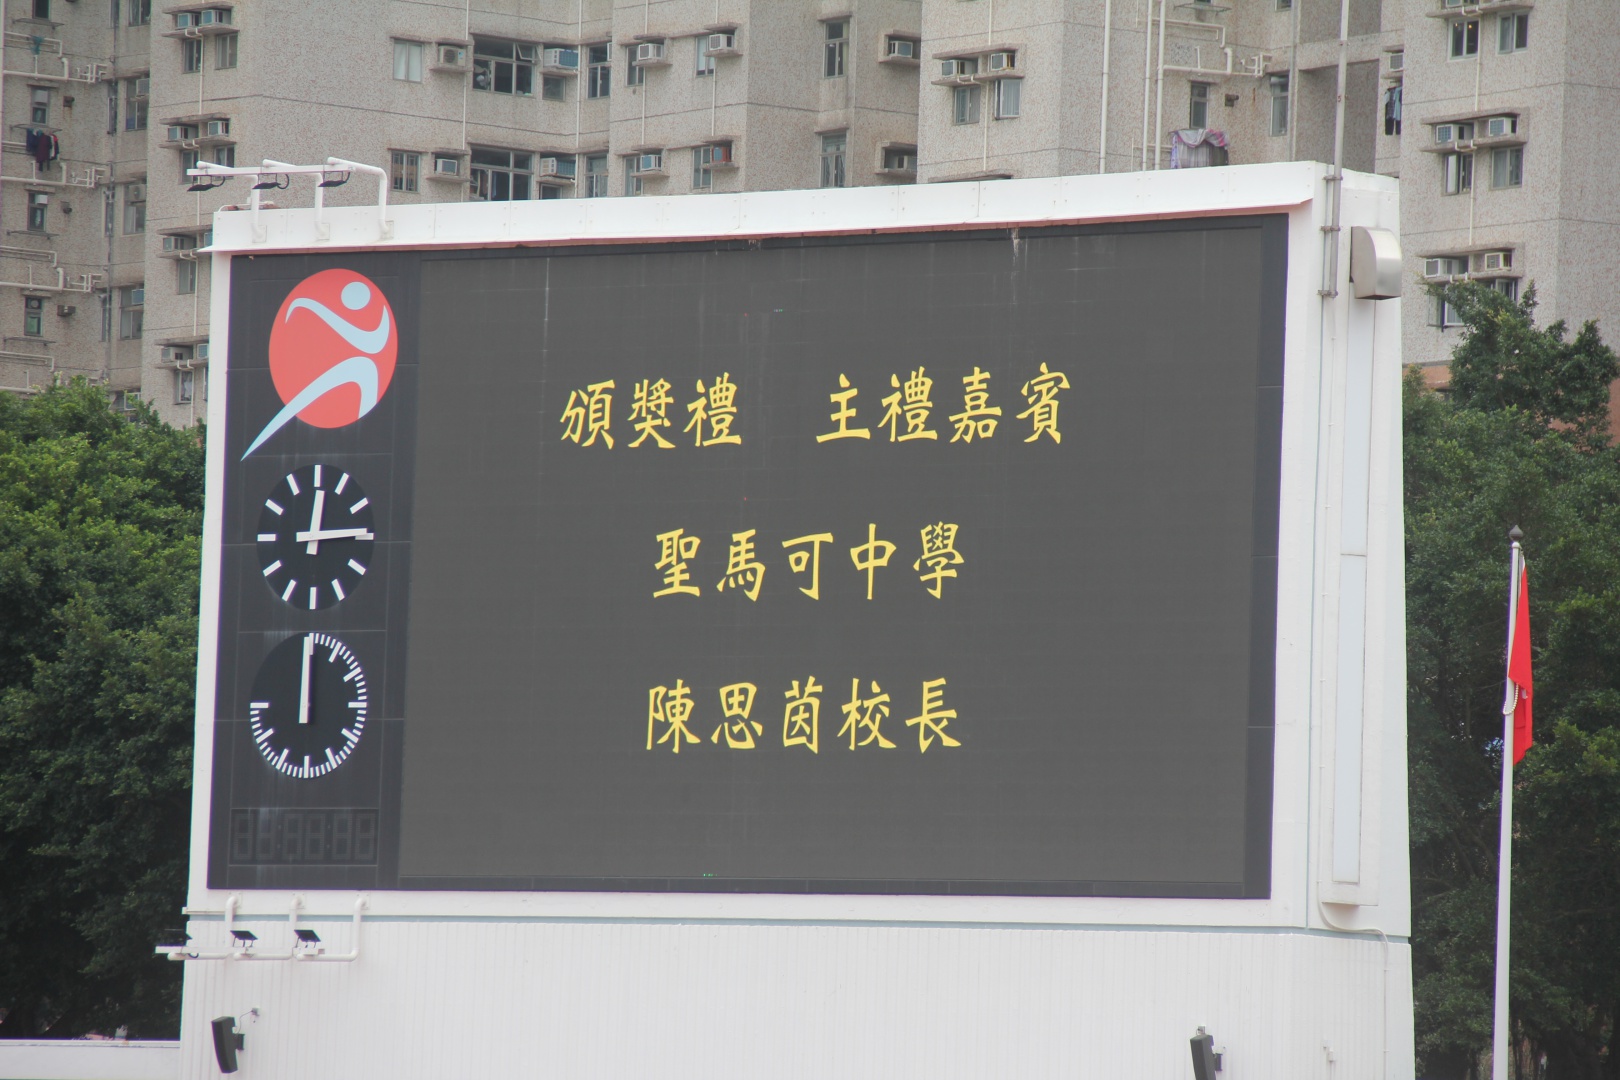 頒獎禮　主禮嘉賓
聖馬可中學
陳思茵校長